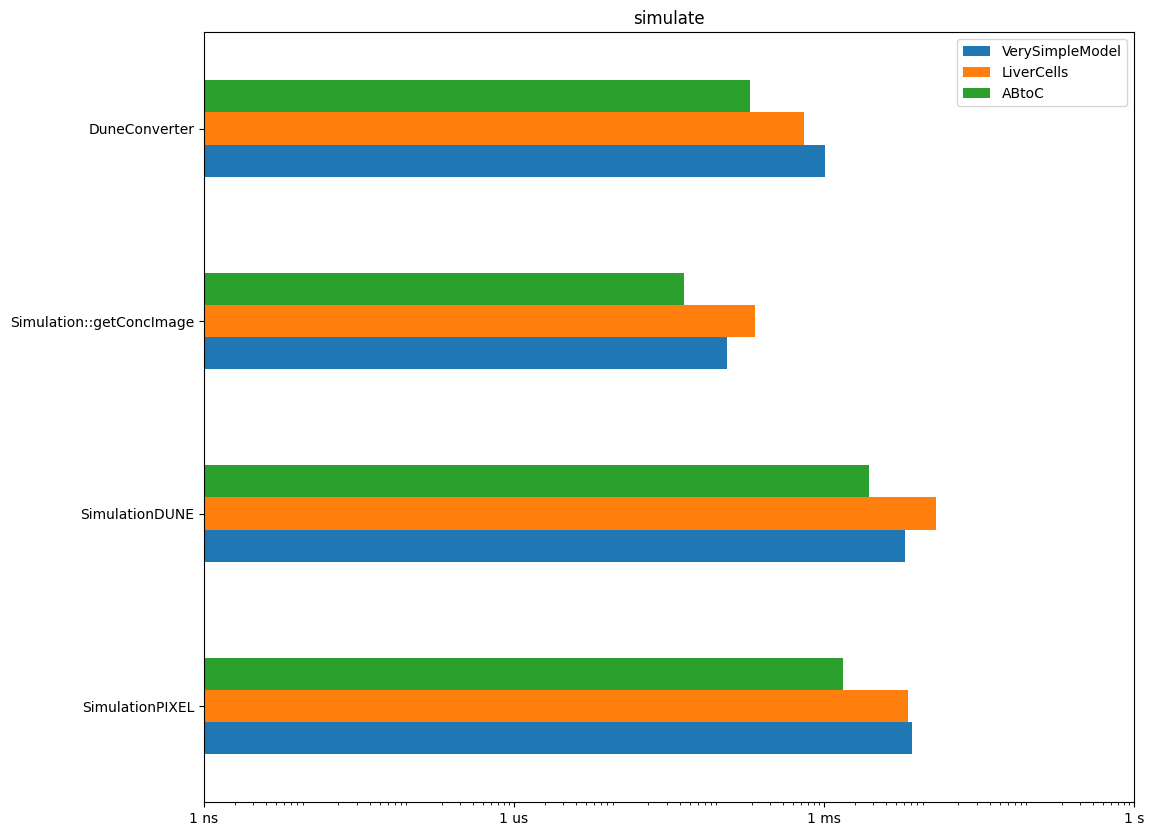 simulate
VerySimpleModel
LiverCells
ABtoC
DuneConverter
Simulation::getConcImage
SimulationDUNE
SimulationPIXEL
1 ns 1 us 1 ms 1 s